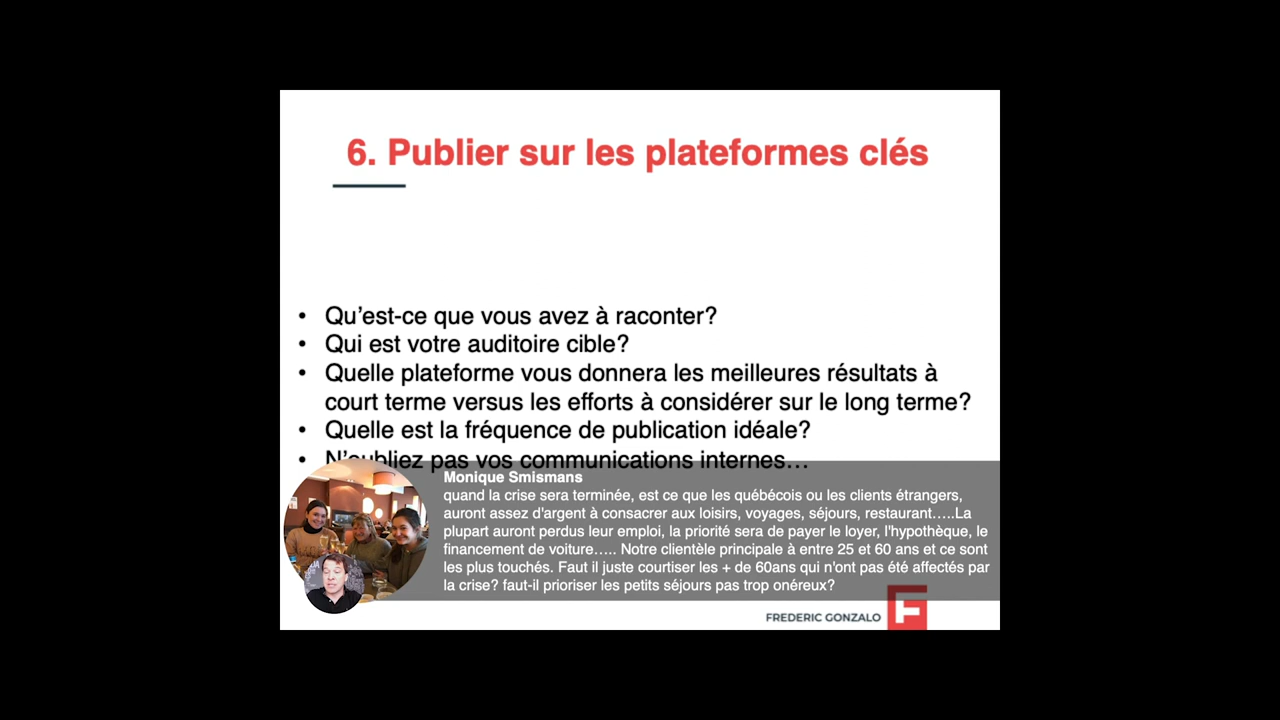 6. Publier sur les plateformes clés
• Qu’est-ce que vous avez à raconter?
• Qui est votre auditoire cible?
• Quelle plateforme vous donnera les meilleures résultats à
court terme versus les efforts à considérer sur le long terme?
• Quelle est la fréquence de publication idéale?
• N’oubliez pas vos communications internes…
Monique Smismans
quand la crise sera terminée, est ce que les québécois ou les clients étrangers,
auront assez d'argent à consacrer aux loisirs, voyages, séjours, restaurant…..La
plupart auront perdus leur emploi, la priorité sera de payer le loyer, l'hypothèque, le
financement de voiture….. Notre clientèle principale à entre 25 et 60 ans et ce sont
les plus touchés. Faut il juste courtiser les + de 60ans qui n'ont pas été affectés par
la crise? faut-il prioriser les petits séjours pas trop onéreux?
FREDERIC GONZALO F